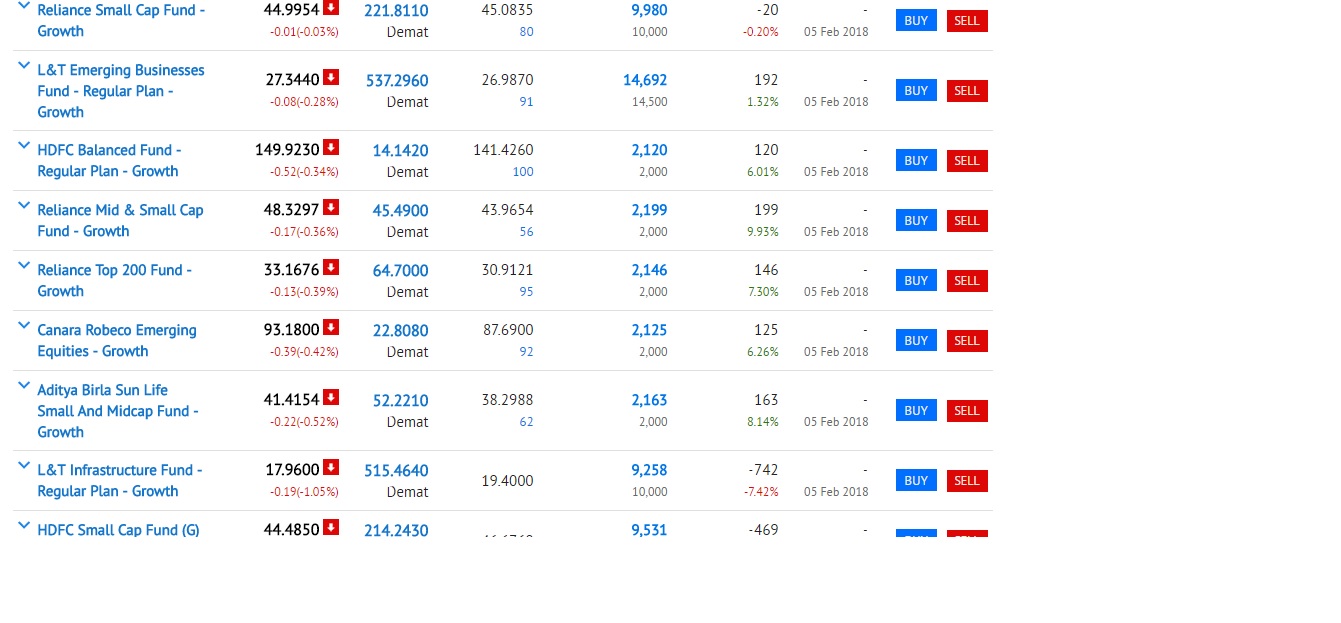 Reliance Small Cap Fund - 44.9954 221.8110 45.0835 9,980 -20 - BUY SELL
Growth -0.01(-0.03%) Demat 80 10,000 -0.20% 05 Feb 2018
L&T Emerging Businesses 27.3440 537.2960 26.9870 14,692 192 - BUY SELL
Fund - Regular Plan - -0.08(-0.28%) Demat 91 14,500 1.32% 05 Feb 2018
Growth
HDFC Balanced Fund - 149.9230 14.1420 141.4260 2,120 120 - BUY SELL
Regular Plan - Growth -0.52(-0.34%) Demat 100 2,000 6.01% 05 Feb 2018
Reliance Mid & Small Cap 48.3297 45.4900 43.9654 2,199 199 - BUY SELL
Fund - Growth -0.17(-0.36%) Demat 56 2,000 9.93% 05 Feb 2018
Reliance Top 200 Fund - 33.1676 64.7000 30.9121 2,146 146 - BUY SELL
Growth -0.13(-0.39%) Demat 95 2,000 7.30% 05 Feb 2018
Canara Robeco Emerging 93.1800 22.8080 87.6900 2,125 125 - BUY SELL
Equities - Growth -0.39(-0.42%) Demat 92 2,000 6.26% 05 Feb 2018
Aditya Birla Sun Life 41.4154 52.2210 38.2988 2,163 163 - BUY SELL
Small And Midcap Fund - -0.22(-0.52%) Demat 62 2,000 8.14% 05 Feb 2018
Growth
L&T Infrastructure Fund - 17.9600 515.4640 19.4000 9,258 -742 - BUY SELL
Regular Plan - Growth -0.19(-1.05%) Demat 10,000 -7.42% 05 Feb 2018
HDFC Small Cap Fund (G) 44.4850 214.2430 9,531 -469 -